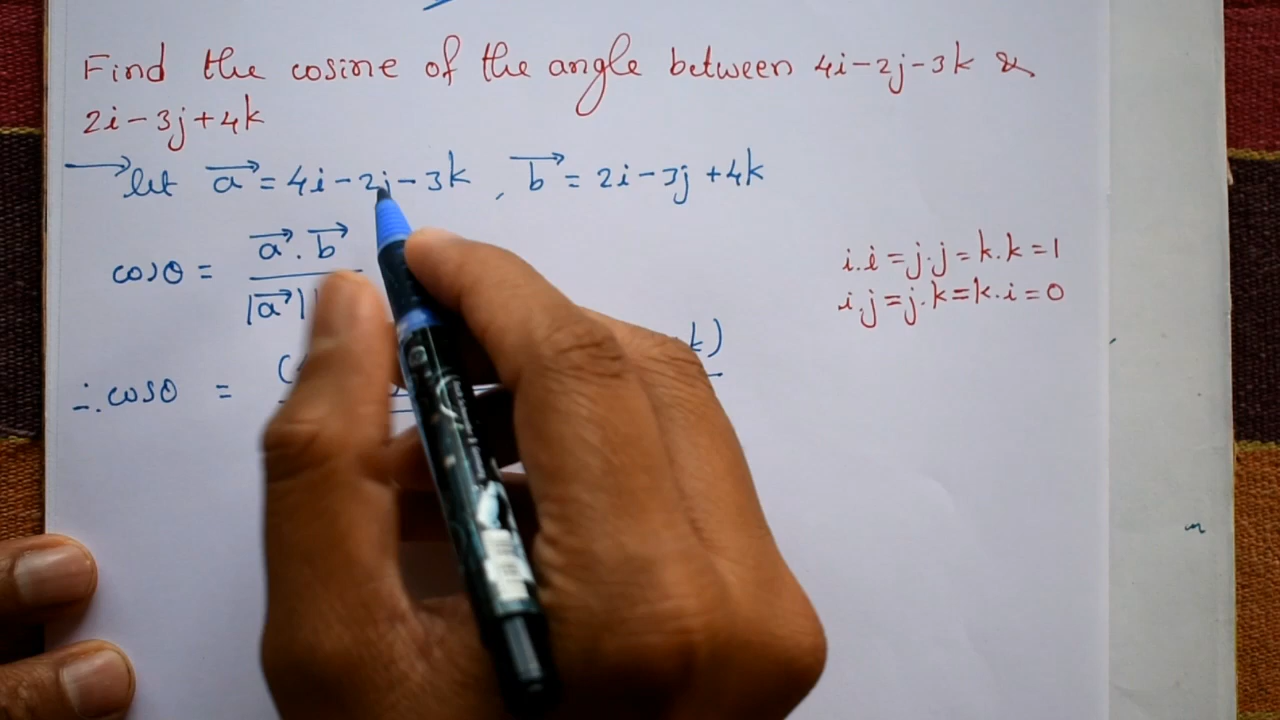 Find the cosine of the angle between 4i-2j-3k &
2i-3j+4k
let a⃗ = 4i-2j-3k, b⃗ = 2i-3j+4k
cosθ = a⃗.b⃗
|a⃗||
i.i = j.j = k.k = 1
i.j = j.k = k.i = 0
∴ cosθ = ( k)